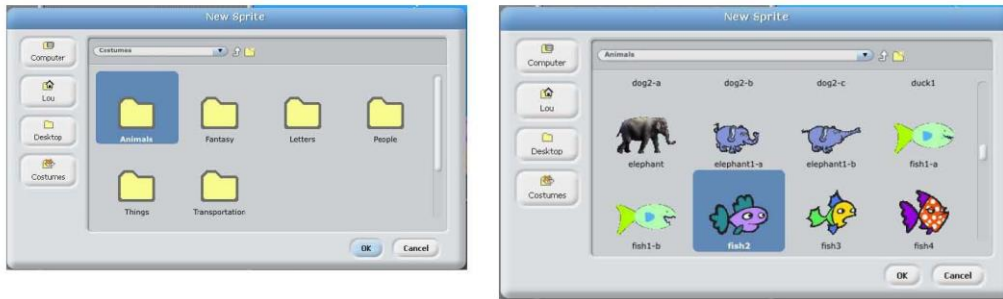 New Sprite
Computer
Costumes
Lou
Desktop
Costumes
Animals
Fantasy
Letters
People
Things
Transportation
OK
Cancel
New Sprite
Computer
Animals
Lou
Desktop
Costumes
dog2-a
dog2-b
dog2-c
duck1
elephant
elephant1-a
elephant1-b
fish1-a
fish1-b
fish2
fish3
fish4
OK
Cancel